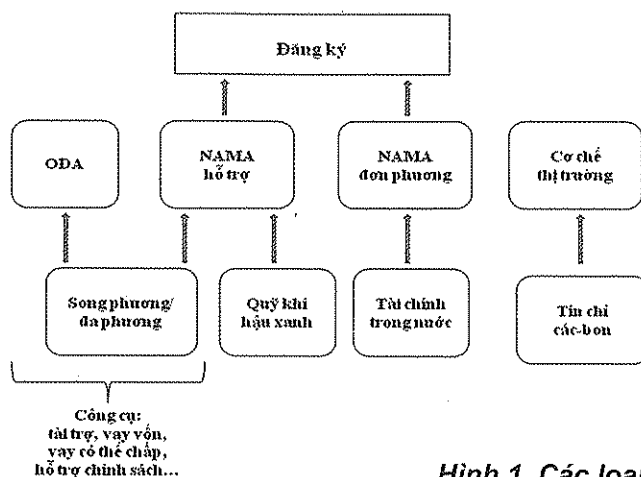 Đăng ký
ODA
NAMA
hỗ trợ
NAMA
đơn phương
Cơ chế
thị trường
Song phương/
đa phương
Quỹ khí
hậu xanh
Tài chính
trong nước
Tín chỉ
các-bon
Công cụ:
tài trợ, vay vốn,
vay có thế chấp,
hỗ trợ chính sách...
Hình 1. Các loại